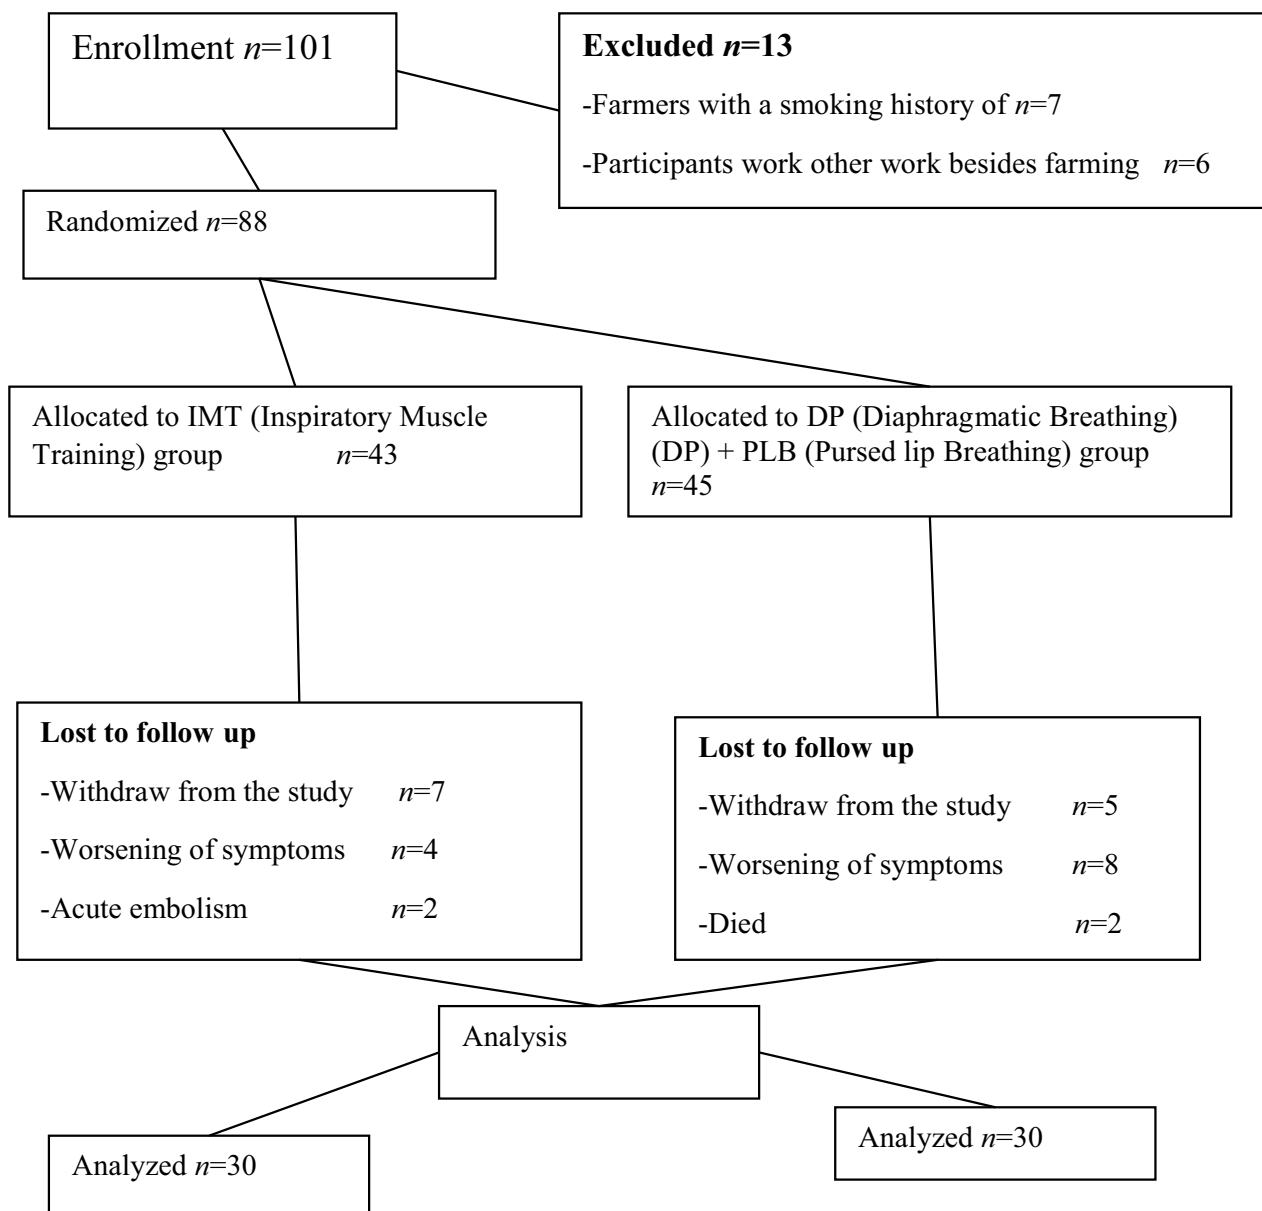 Enrollment n=101
Excluded n=13
-Farmers with a smoking history of n=7
-Participants work other work besides farming n=6
Randomized n=88
Allocated to IMT (Inspiratory Muscle
Training) group n=43
Allocated to DP (Diaphragmatic Breathing)
(DP) + PLB (Pursed lip Breathing) group
n=45
Lost to follow up
-Withdraw from the study n=7
-Worsening of symptoms n=4
-Acute embolism n=2
Lost to follow up
-Withdraw from the study n=5
-Worsening of symptoms n=8
-Died n=2
Analysis
Analyzed n=30
Analyzed n=30